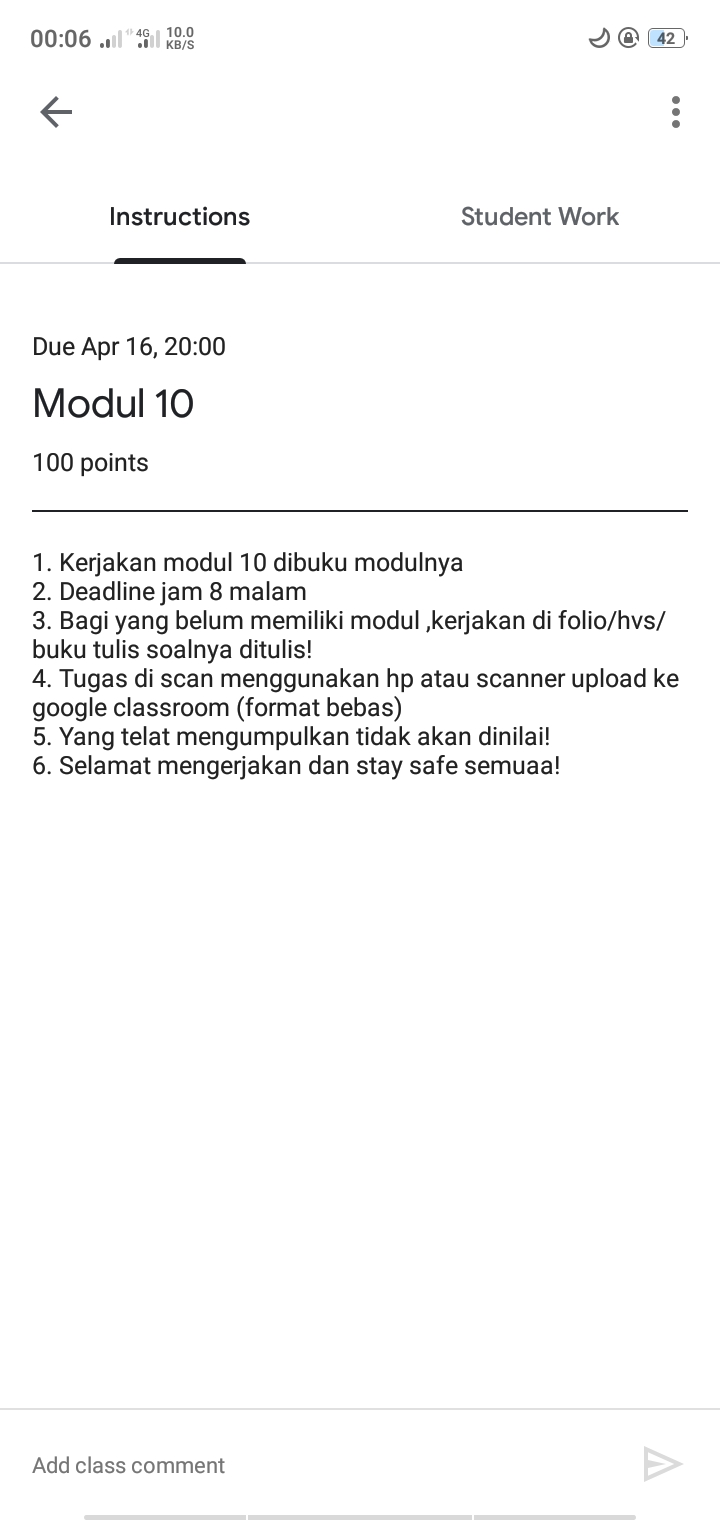 00:06 4G 10.0 KB/S 42
Instructions Student Work
Due Apr 16, 20:00
Modul 10
100 points
1. Kerjakan modul 10 dibuku modulnya
2. Deadline jam 8 malam
3. Bagi yang belum memiliki modul ,kerjakan di folio/hvs/
buku tulis soalnya ditulis!
4. Tugas di scan menggunakan hp atau scanner upload ke
google classroom (format bebas)
5. Yang telat mengumpulkan tidak akan dinilai!
6. Selamat mengerjakan dan stay safe semuaa!
Add class comment